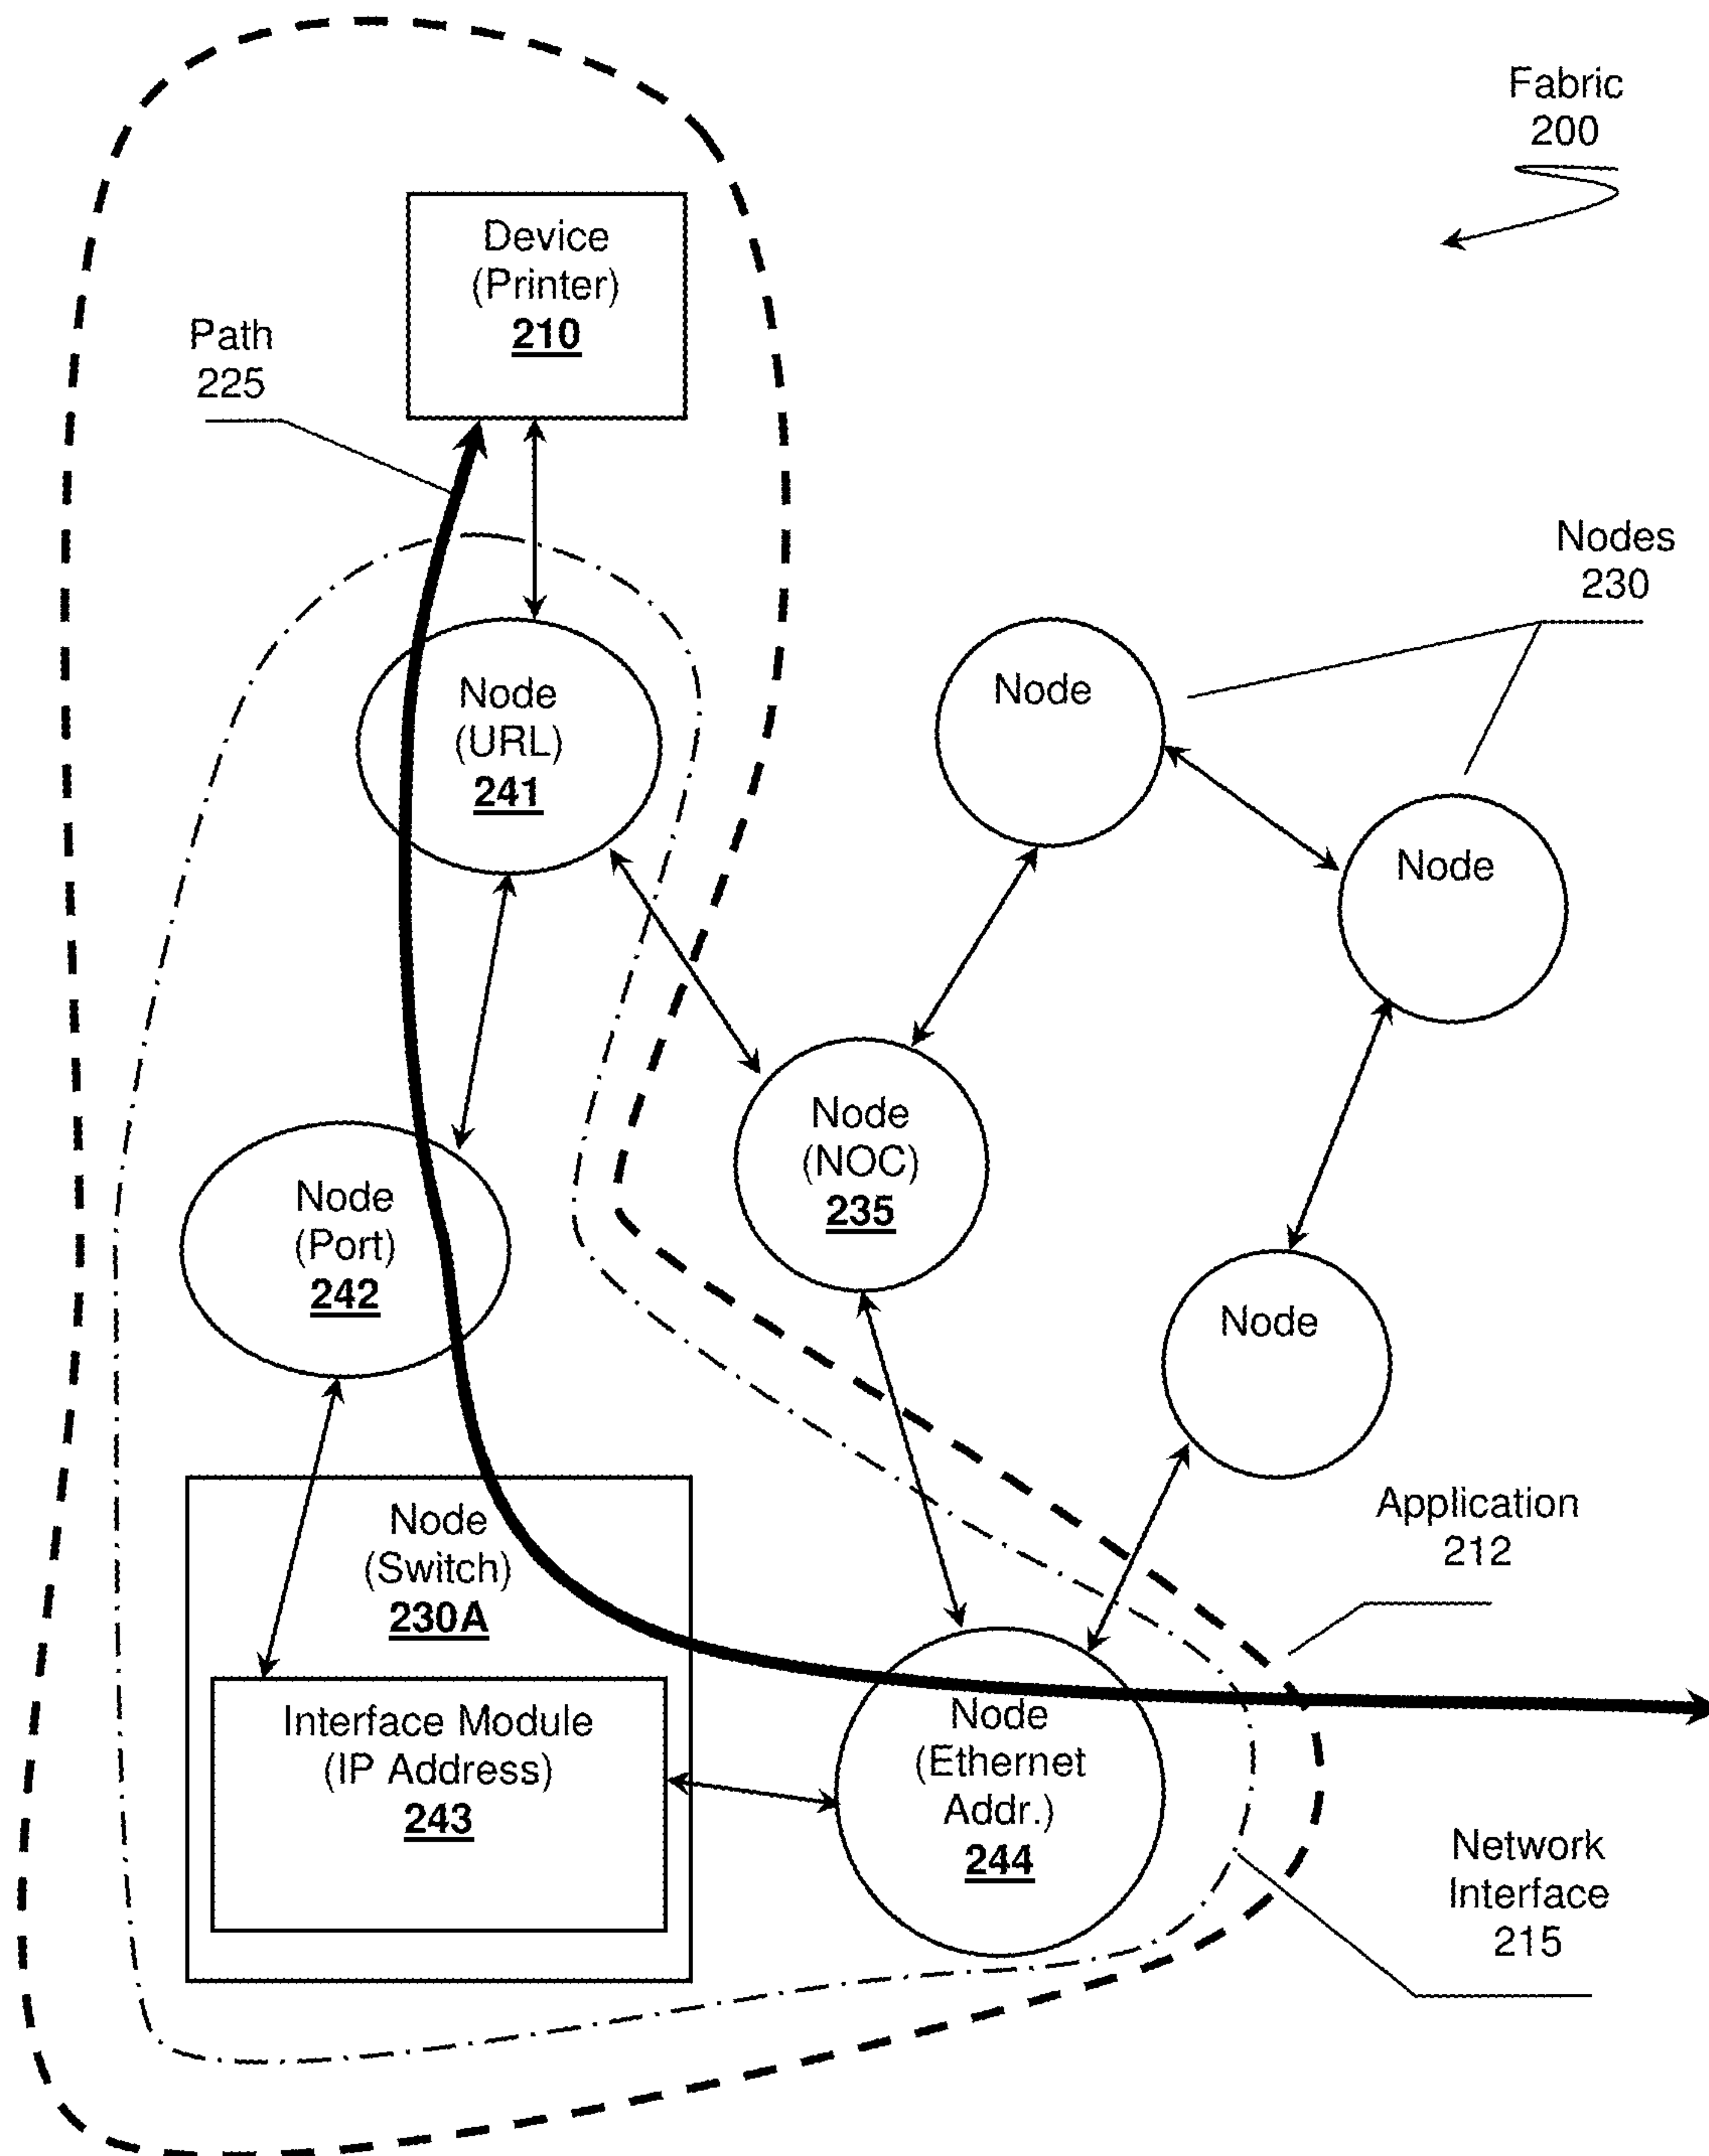 Fabric
200
Device
(Printer)
210
Path
225
Nodes
230
Node
(URL)
241
Node
Node
Node
(NOC)
235
Node
(Port)
242
Node
Node
(Switch)
230A
Application
212
Interface Module
(IP Address)
243
Node
(Ethernet
Addr.)
244
Network
Interface
215